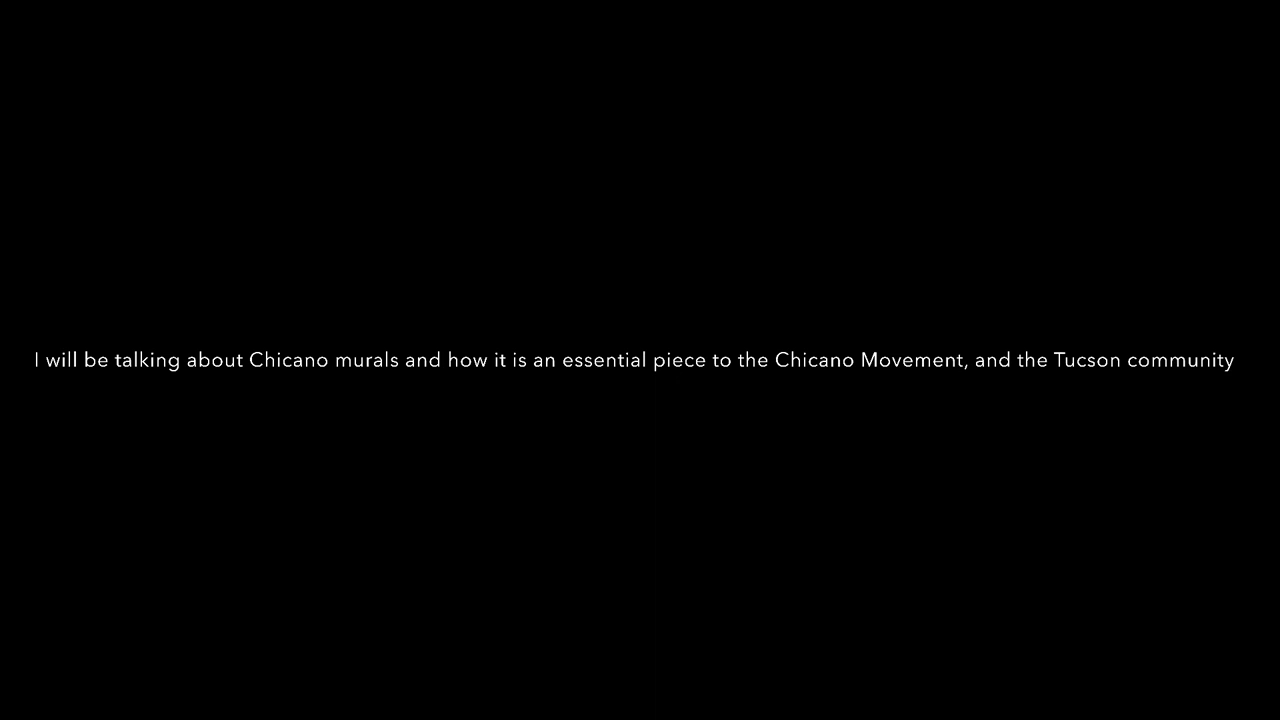 I will be talking about Chicano murals and how it is an essential piece to the Chicano Movement, and the Tucson community